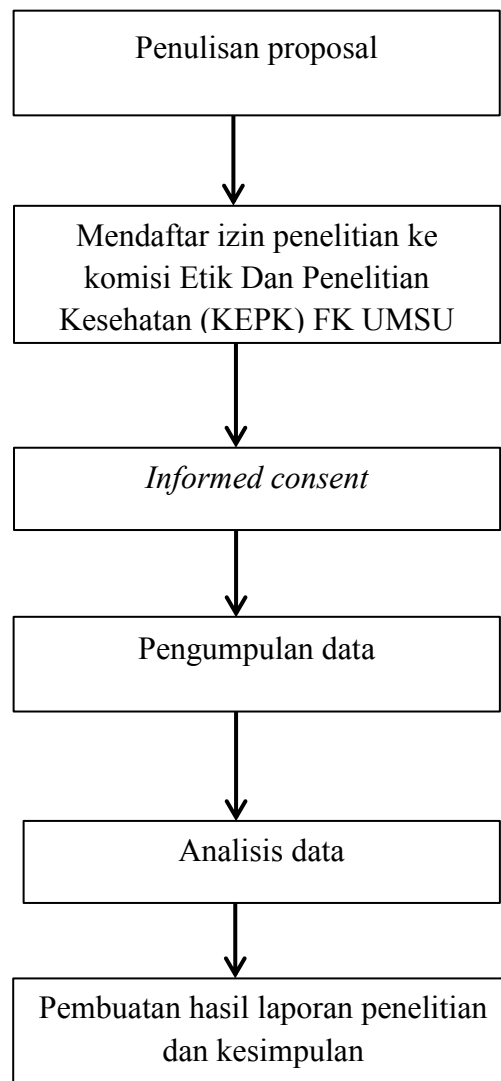 Penulisan proposal
Mendaftar izin penelitian ke
komisi Etik Dan Penelitian
Kesehatan (KEPK) FK UMSU
Informed consent
Pengumpulan data
Analisis data
Pembuatan hasil laporan penelitian
dan kesimpulan